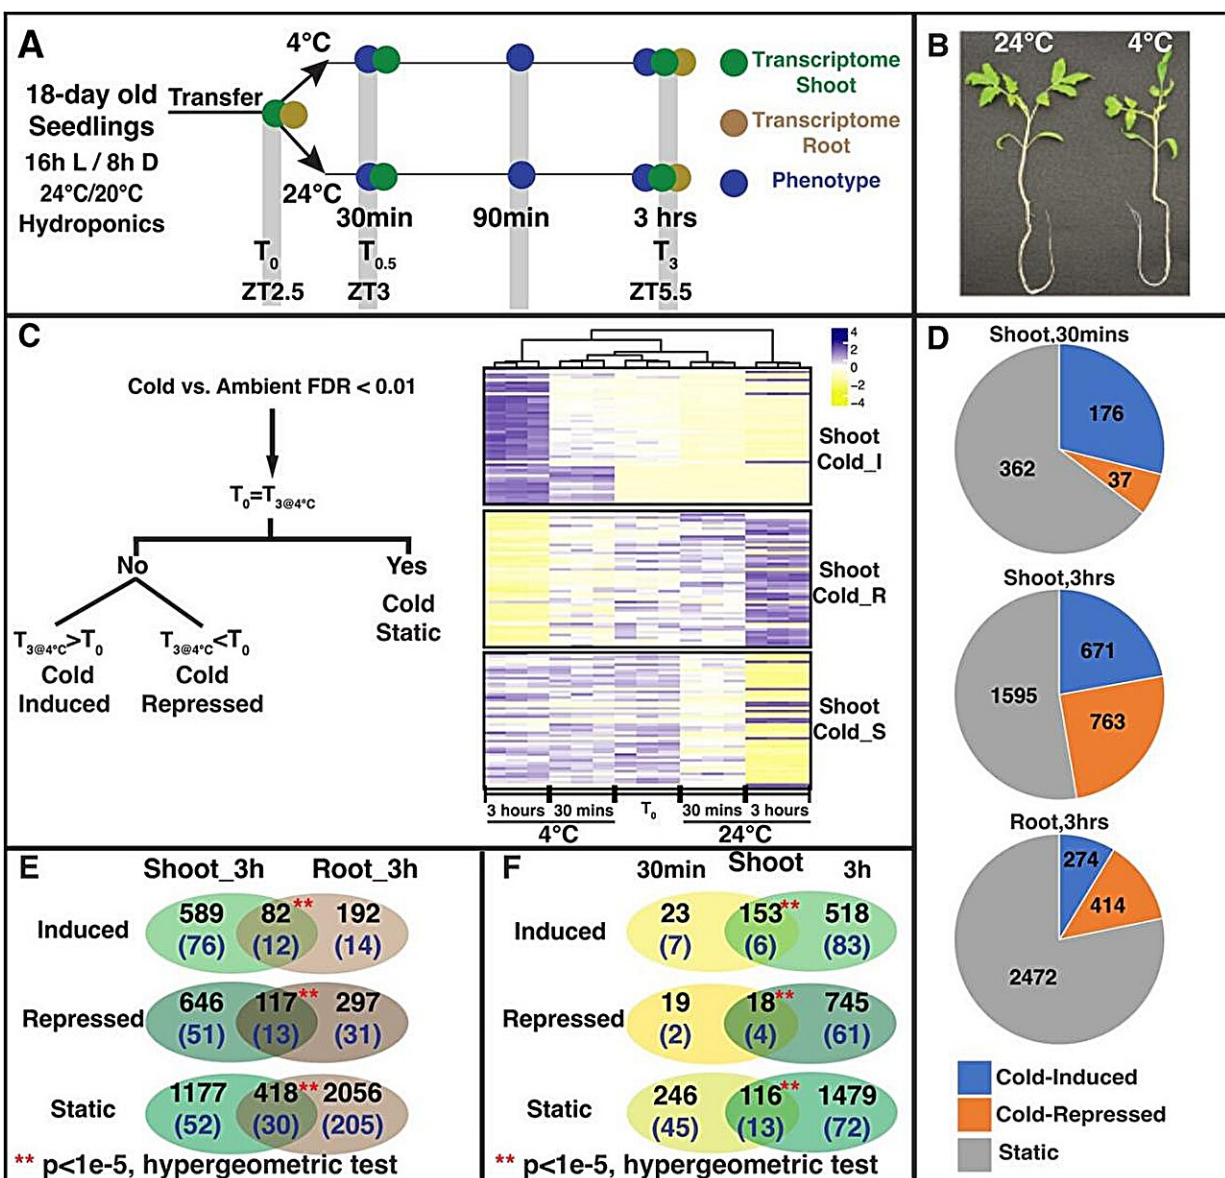 A
4°C
18-day old
Seedlings
16h L / 8h D
24°C/20°C
Hydroponics
Transfer
24°C
30min
90min
3 hrs
T0
T0.5
T3
ZT2.5
ZT3
ZT5.5
Transcriptome
Shoot
Transcriptome
Root
Phenotype
B
24°C
4°C
C
Cold vs. Ambient FDR < 0.01
T0=T3@4°C
No
Yes
Cold
Static
T3@4°C>T0
Cold
Induced
T3@4°C<T0
Cold
Repressed
4
2
0
−2
−4
Shoot
Cold_I
Shoot
Cold_R
Shoot
Cold_S
3 hours
30 mins
T0
30 mins
3 hours
4°C
24°C
D
Shoot,30mins
176
37
362
Shoot,3hrs
671
763
1595
Root,3hrs
274
414
2472
Cold-Induced
Cold-Repressed
Static
E
Shoot_3h
Root_3h
Induced
589
82
**
192
(76)
(12)
(14)
Repressed
646
117
**
297
(51)
(13)
(31)
Static
1177
418
**
2056
(52)
(30)
(205)
** p<1e-5, hypergeometric test
F
30min
Shoot
3h
Induced
23
153
**
518
(7)
(6)
(83)
Repressed
19
18
**
745
(2)
(4)
(61)
Static
246
116
**
1479
(45)
(13)
(72)
** p<1e-5, hypergeometric test